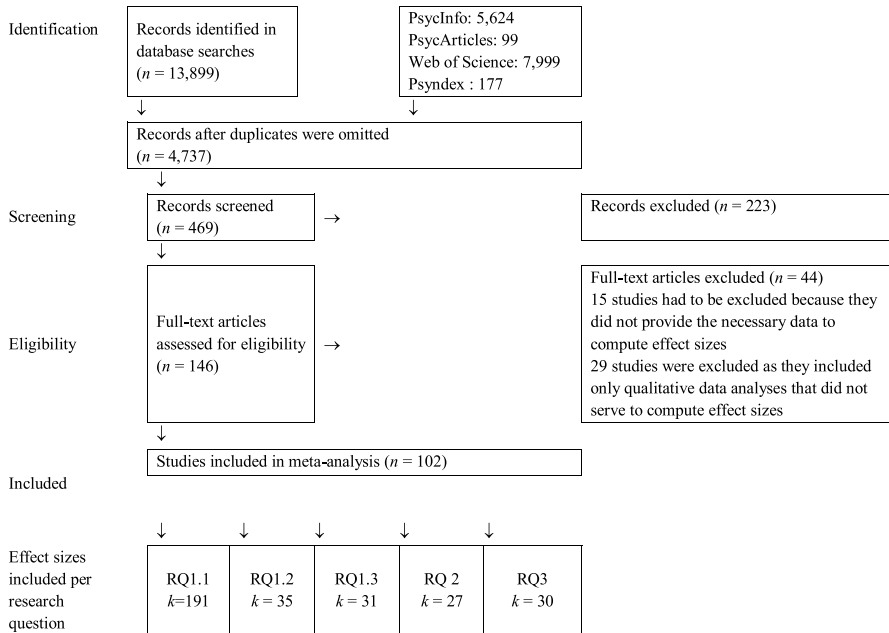 Identification
Records identified in
database searches
(n = 13,899)
PsycInfo: 5,624
PsycArticles: 99
Web of Science: 7,999
Psyndex : 177
↓ ↓
Records after duplicates were omitted
(n = 4,737)
↓
Screening
Records screened
(n = 469)
→
Records excluded (n = 223)
↓
Eligibility
Full-text articles
assessed for eligibility
(n = 146)
→
Full-text articles excluded (n = 44)
15 studies had to be excluded because they
did not provide the necessary data to
compute effect sizes
29 studies were excluded as they included
only qualitative data analyses that did not
serve to compute effect sizes
↓
Included
Studies included in meta-analysis (n = 102)
↓ ↓ ↓ ↓ ↓
Effect sizes
included per
research
question
RQ1.1
k=191
RQ1.2
k = 35
RQ1.3
k = 31
RQ 2
k = 27
RQ3
k = 30